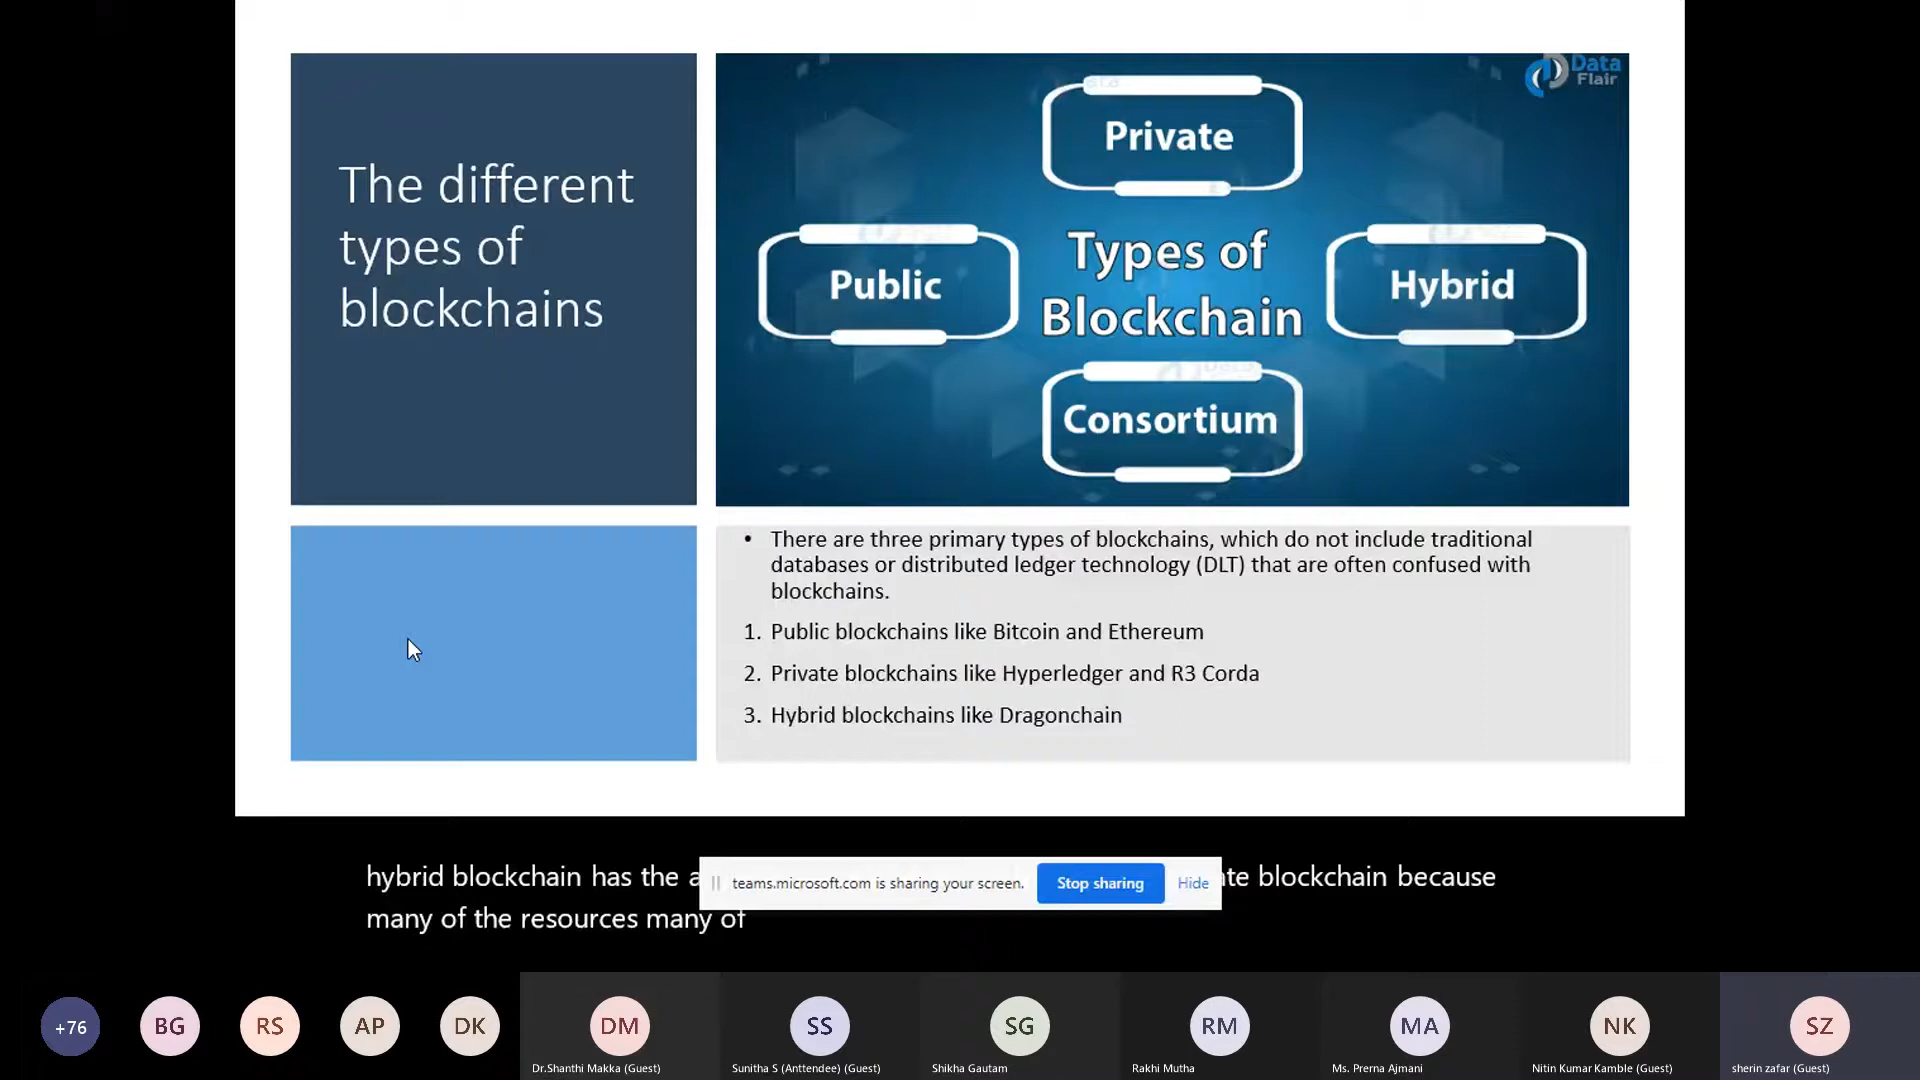 The different
types of
blockchains
Data
Flair
Private
Public
Types of
Blockchain
Hybrid
Consortium
• There are three primary types of blockchains, which do not include traditional
databases or distributed ledger technology (DLT) that are often confused with
blockchains.
1. Public blockchains like Bitcoin and Ethereum
2. Private blockchains like Hyperledger and R3 Corda
3. Hybrid blockchains like Dragonchain
hybrid blockchain has the
blockchain because
many of the resources many of
teams.microsoft.com is sharing your screen.
Stop sharing
Hide
+76
BG
RS
AP
DK
DM
SS
SG
RM
MA
NK
SZ
Dr.Shanthi Makka (Guest)
Sunitha S (Anttendee) (Guest)
Shikha Gautam
Rakhi Mutha
Ms. Prerna Ajmani
Nitin Kumar Kamble (Guest)
sherin zafar (Guest)